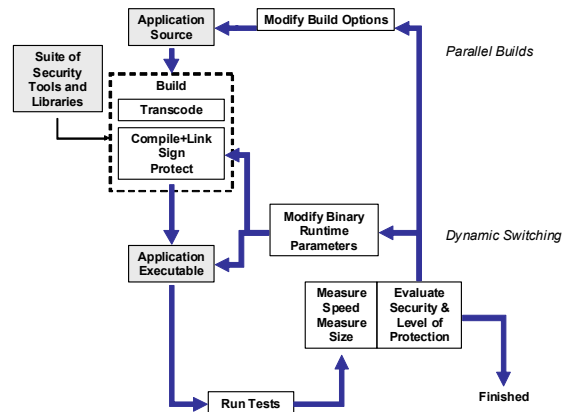 Application
Source
Modify Build Options
Parallel Builds
Suite of
Security
Tools and
Libraries
Build
Transcode
Compile+Link
Sign
Protect
Modify Binary
Runtime
Parameters
Dynamic Switching
Application
Executable
Measure
Speed
Measure
Size
Evaluate
Security &
Level of
Protection
Finished
Run Tests